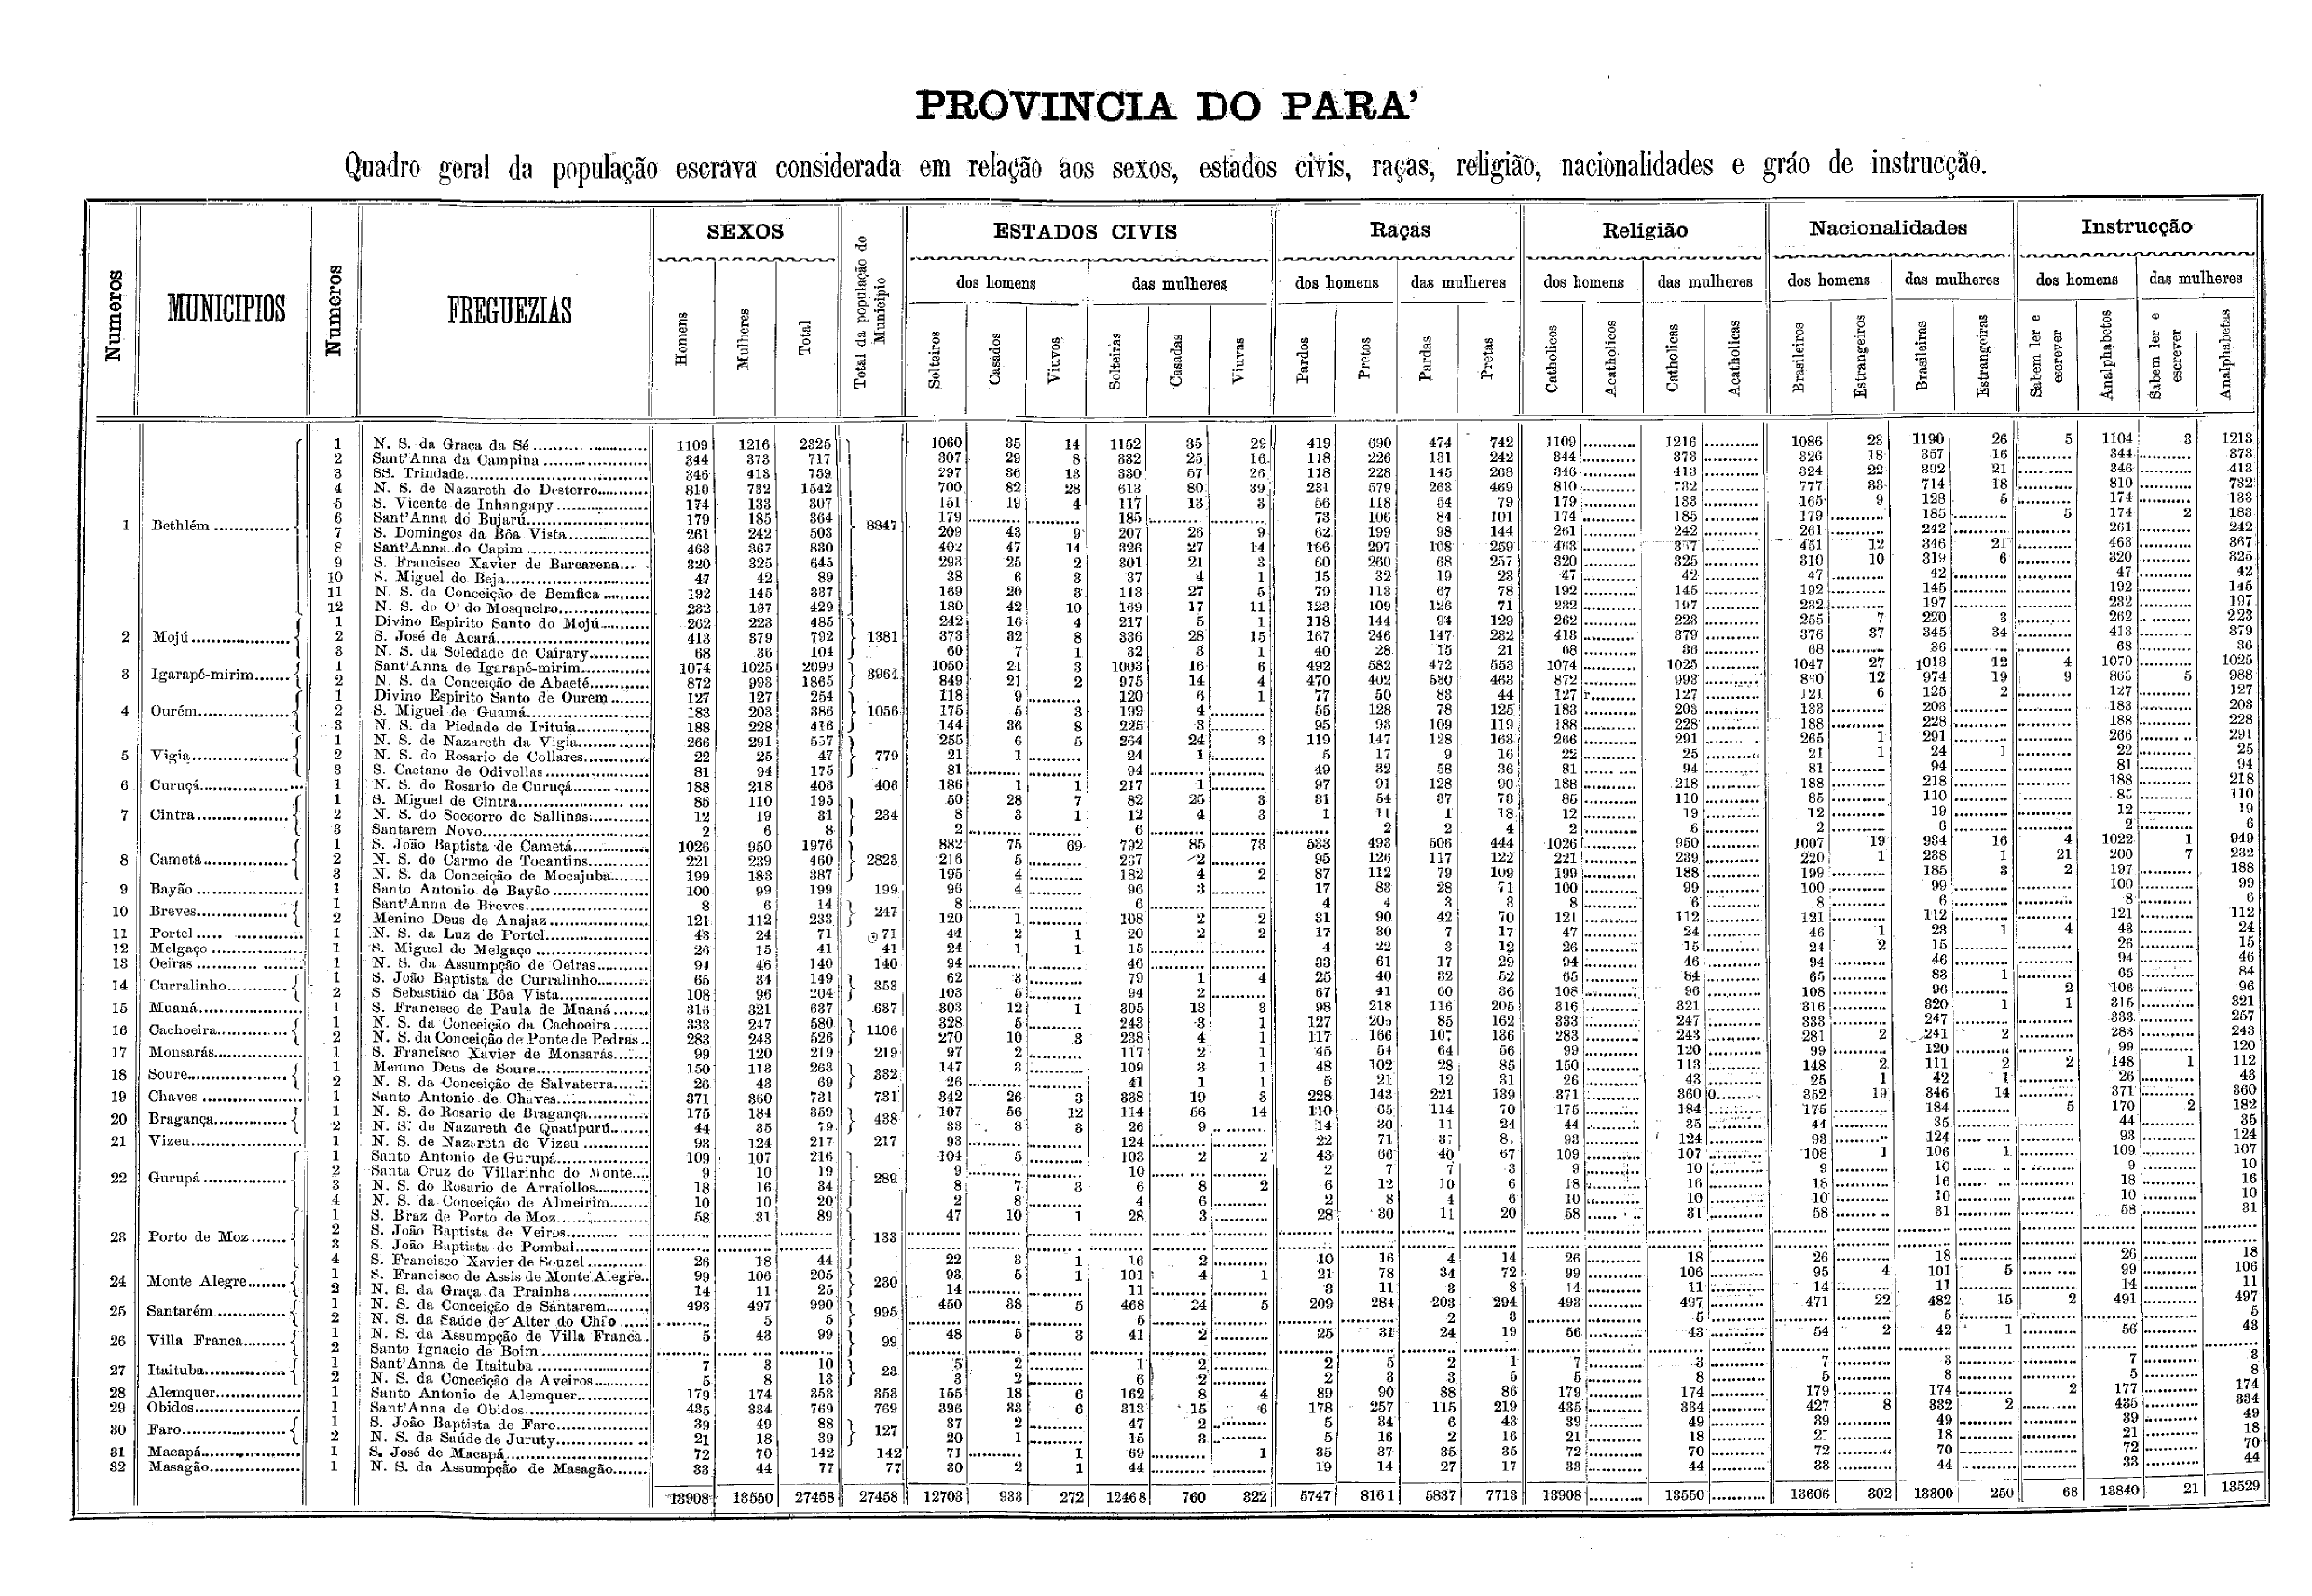 PROVINCIA DO PARA'
Quadro geral da população escrava considerada em relação aos sexos, estados civis, raças, religião, nacionalidades e gráo de instrucção.
Numeros
MUNICIPIOS
Numeros
FREGUEZIAS
SEXOS
Homens
Mulheres
Total
Total da população do Municipio
ESTADOS CIVIS
dos homens
das mulheres
Solteiros
Casados
Viuvos
Solteiras
Casadas
Viuvas
Raças
dos homens
das mulheres
Pardos
Pretos
Pardas
Pretas
Religião
dos homens
das mulheres
Catholicos
Acatholicos
Catholicas
Acatholicas
Nacionalidades
dos homens
das mulheres
Brasileiros
Estrangeiros
Brasileiras
Estrangeiras
Instrucção
dos homens
das mulheres
Sabem ler e escrever
Analphabetos
Sabem ler e escrever
Analphabetas
1 Bethlém 8847
1 N. S. da Graça da Sé 1109 1216 2325 1060 35 14 1152 35 29 419 690 474 742 1109 1216 1086 23 1190 26 5 1104 3 1213
2 Sant'Anna da Campina 344 373 717 307 29 8 332 25 16 118 226 131 242 344 373 326 18 357 16 344 373
3 SS. Trindade 346 413 759 297 36 13 330 57 26 118 228 145 268 346 413 324 22 392 21 346 413
4 N. S. de Nazareth do Desterro 810 732 1542 700 82 28 613 80 39 231 579 263 469 810 732 777 33 714 18 810 732
5 S. Vicente de Inhangapy 174 133 307 151 19 4 117 13 3 56 118 54 79 179 133 165 9 128 5 174 133
6 Sant'Anna do Bujarú 179 185 364 179 185 73 106 84 101 174 185 179 185 5 174 2 183
7 S. Domingos da Bôa Vista 261 242 503 209 43 9 207 26 9 62 199 98 144 261 242 261 242 261 242
8 Sant'Anna do Capim 463 367 830 402 47 14 326 27 14 166 297 108 259 463 367 451 12 346 21 463 367
9 S. Francisco Xavier de Barcarena 320 325 645 293 25 2 301 21 3 60 260 68 257 320 325 310 10 319 6 320 325
10 S. Miguel de Beja 47 42 89 38 6 3 37 4 1 15 32 19 23 47 42 47 42 47 42
11 N. S. da Conceição de Bemfica 192 145 337 169 20 3 113 27 5 79 113 67 78 192 145 192 145 192 145
12 N. S. do O' do Mosqueiro 232 197 429 180 42 10 169 17 11 123 109 126 71 232 197 232 197 232 197
2 Mojú 1381
1 Divino Espirito Santo do Mojú 262 223 485 242 16 4 217 5 1 118 144 94 129 262 223 255 7 220 3 262 223
2 S. José de Acará 413 379 792 373 32 8 336 28 15 167 246 147 232 413 379 376 37 345 34 413 379
3 N. S. da Soledade de Cairary 68 36 104 60 7 1 32 3 1 40 28 15 21 68 36 68 36 68 36
3 Igarapé-mirim 3964
1 Sant'Anna de Igarapé-mirim 1074 1025 2099 1050 21 3 1003 16 6 492 582 472 553 1074 1025 1047 27 1013 12 4 1070 1025
2 N. S. da Conceição de Abaeté 872 993 1865 849 21 2 975 14 4 470 402 530 463 872 993 860 12 974 19 9 863 5 988
4 Ourém 1056
1 Divino Espirito Santo de Ourem 127 127 254 118 9 120 6 1 77 50 83 44 127 127 121 6 125 2 127 127
2 S. Miguel de Guamá 183 203 386 175 5 3 199 4 55 128 78 125 183 203 183 203 183 203
3 N. S. da Piedade de Irituia 188 228 416 144 36 8 225 3 95 93 109 119 188 228 188 228 188 228
5 Vigia 779
1 N. S. de Nazareth da Vigia 266 291 557 255 6 5 264 24 3 119 147 128 163 266 291 265 1 291 266 291
2 N. S. do Rosario de Collares 22 25 47 21 1 24 1 5 17 9 16 22 25 21 1 24 1 22 25
3 S. Caetano de Odivellas 81 94 175 81 94 49 32 58 36 81 94 81 94 81 94
6 Curuçá 1 N. S. do Rosario de Curuçá 188 218 406 406 186 1 1 217 1 97 91 128 90 188 218 188 218 188 218
7 Cintra 234
1 S. Miguel de Cintra 85 110 195 50 28 7 82 25 3 31 54 37 73 85 110 85 110 85 110
2 N. S. do Soccorro de Sallinas 12 19 31 8 3 1 12 4 3 1 11 1 18 12 19 12 19 12 19
3 Santarem Novo 2 6 8 2 6 2 2 4 2 6 2 6 2 6
8 Cametá 2823
1 S. João Baptista de Cametá 1026 950 1976 882 75 69 792 85 73 533 493 506 444 1026 950 1007 19 934 16 4 1022 1 949
2 N. S. do Carmo de Tocantins 221 239 460 216 5 237 2 95 126 117 122 221 239 220 1 238 1 21 200 7 232
3 N. S. da Conceição de Mocajuba 199 183 387 195 4 182 4 2 87 112 79 109 199 188 199 185 3 2 197 188
9 Bayão 1 Santo Antonio de Bayão 100 99 199 199 96 4 96 3 17 83 28 71 100 99 100 99 100 99
10 Breves 247
1 Sant'Anna de Breves 8 6 14 8 6 4 4 3 3 8 6 8 6 8 6
2 Menino Deus de Anajaz 121 112 233 120 1 108 2 2 31 90 42 70 121 112 121 112 121 112
11 Portel 1 N. S. da Luz de Portel 43 24 71 71 44 2 1 20 2 2 17 30 7 17 47 24 46 1 23 1 4 43 24
12 Melgaço 1 S. Miguel de Melgaço 26 15 41 41 24 1 1 15 4 22 3 12 26 15 24 2 15 26 15
13 Oeiras 1 N. S. da Assumpção de Oeiras 94 46 140 140 94 46 33 61 17 29 94 46 94 46 94 46
14 Curralinho 353
1 S. João Baptista de Curralinho 65 34 149 62 3 79 1 4 25 40 32 52 65 84 65 83 1 65 84
2 S. Sebastião da Bôa Vista 108 96 204 103 5 94 2 67 41 60 36 108 96 108 96 2 106 96
15 Muaná 1 S. Francisco de Paula de Muaná 316 321 637 637 303 12 1 305 13 3 98 218 116 205 316 321 316 320 1 1 315 321
16 Cachoeira 1106
1 N. S. da Conceição da Cachoeira 333 247 580 328 5 243 3 1 127 85 162 333 247 333 247 333 257
2 N. S. da Conceição de Ponte de Pedras 283 243 526 270 10 3 238 4 1 117 166 107 136 283 243 281 2 241 2 283 243
17 Monsarás 1 S. Francisco Xavier de Monsarás 99 120 219 219 97 2 117 2 1 45 54 64 56 99 120 99 120 99 120
18 Soure 332
1 Menino Deus de Soure 150 113 263 147 3 109 3 1 48 102 28 85 150 113 148 2 111 2 2 148 1 112
2 N. S. da Conceição de Salvaterra 26 43 69 26 41 1 1 5 21 12 31 26 43 25 1 42 1 26 43
19 Chaves 1 Santo Antonio de Chaves 371 360 731 731 342 26 3 338 19 3 228 143 221 139 371 360 352 19 346 14 371 360
20 Bragança 438
1 N. S. do Rosario de Bragança 175 184 359 107 56 12 114 56 14 110 65 114 70 175 184 175 184 5 170 2 182
2 N. S. de Nazareth de Quatipurú 44 35 79 33 8 3 26 9 14 30 11 24 44 35 44 35 44 35
21 Vizeu 1 N. S. de Nazareth de Vizeu 93 124 217 217 93 124 22 71 37 93 124 93 124 93 124
22 Gurupá 289
1 Santo Antonio de Gurupá 109 107 216 104 5 103 2 2 43 66 40 67 109 107 108 1 106 1 109 107
2 Santa Cruz do Villarinho do Monte 9 10 19 9 10 2 7 7 3 9 10 9 10 9 10
3 N. S. do Rosario de Arraiollos 18 16 34 8 7 3 6 8 2 6 12 10 6 18 16 18 16 18 16
4 N. S. da Conceição de Almeirim 10 10 20 2 8 4 6 2 8 4 6 10 10 10 10 10 10
23 Porto de Moz 133
1 S. Braz de Porto de Moz 58 31 89 47 10 1 28 3 28 30 11 20 58 31 58 31 58 31
2 S. João Baptista de Veiros
3 S. João Baptista de Pombal
4 S. Francisco Xavier de Souzel 26 18 44 22 3 1 16 2 10 16 4 14 26 18 26 18 26 18
24 Monte Alegre 230
1 S. Francisco de Assis de Monte Alegre 99 106 205 93 5 1 101 4 1 21 78 34 72 99 106 95 4 101 5 99 106
2 N. S. da Graça da Prainha 14 11 25 14 11 3 11 3 8 14 11 14 11 14 11
25 Santarém 995
1 N. S. da Conceição de Santarem 493 497 990 450 38 5 468 24 5 209 284 203 294 493 497 471 22 482 15 2 491 497
2 N. S. da Saúde de Alter do Chão 5 5 5 2 3 5 5 5
26 Villa Franca 99
1 N. S. da Assumpção de Villa Franca 5 43 99 48 5 3 41 2 25 31 24 19 56 43 54 2 42 1 56 43
2 Santo Ignacio de Boim
27 Itaituba 23
1 Sant'Anna de Itaituba 7 3 10 5 2 1 2 2 5 2 1 7 3 7 3 7 3
2 N. S. da Conceição de Aveiros 5 8 13 3 2 6 2 2 3 3 5 5 8 5 8 5 8
28 Alemquer 1 Santo Antonio de Alemquer 179 174 353 353 155 18 6 162 8 4 89 90 88 86 179 174 179 174 2 177 174
29 Obidos 1 Sant'Anna de Obidos 435 334 769 769 396 33 6 313 15 6 178 257 115 219 435 334 427 8 332 2 435 334
30 Faro 127
1 S. João Baptista de Faro 39 49 88 37 2 47 2 5 34 6 43 39 49 39 49 39 49
2 N. S. da Saúde de Juruty 21 18 39 20 1 15 3 5 16 2 16 21 18 21 18 21 18
31 Macapá 1 S. José de Macapá 72 70 142 142 71 1 69 1 35 37 35 35 72 70 72 70 72 70
32 Masagão 1 N. S. da Assumpção de Masagão 33 44 77 77 30 2 1 44 19 14 27 17 33 44 33 44 33 44
13908 13550 27458 27458 12703 933 272 12468 760 322 5747 8161 5837 7713 13908 13550 13606 302 13300 250 68 13840 21 13529